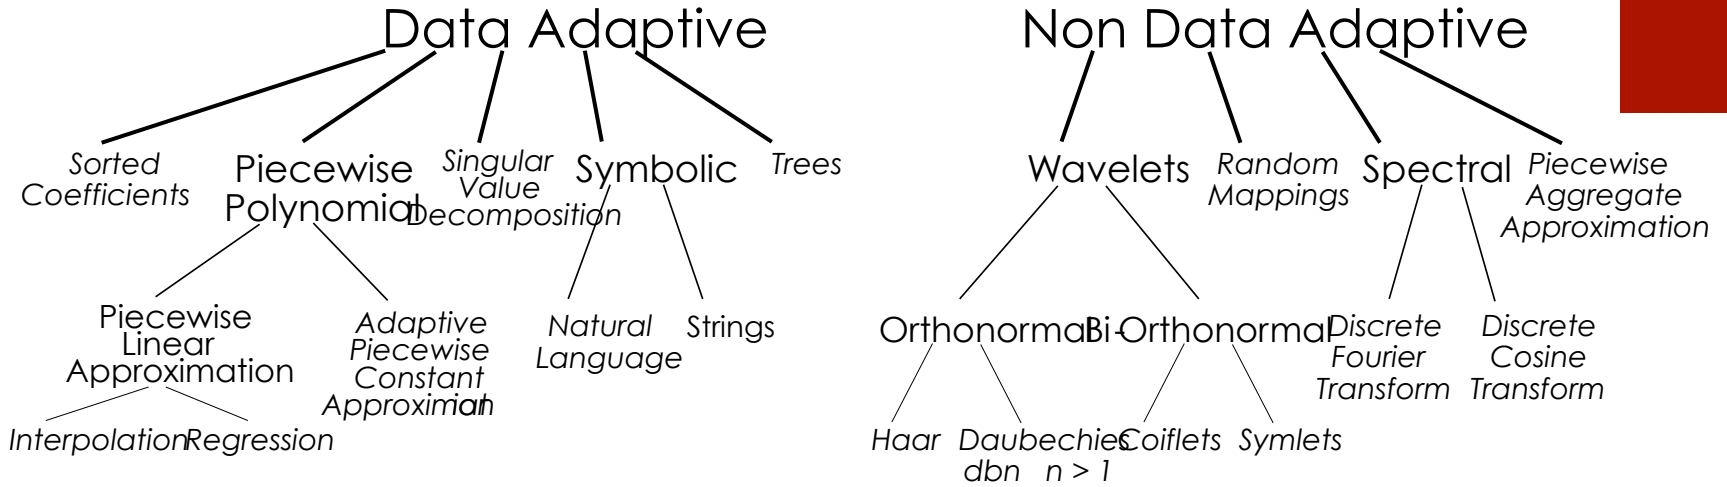 Data Adaptive
Non Data Adaptive
Sorted
Coefficients
Piecewise
Polynomial
Singular
Value
Decomposition
Symbolic
Trees
Wavelets
Random
Mappings
Spectral
Piecewise
Aggregate
Approximation
Piecewise
Linear
Approximation
Adaptive
Piecewise
Constant
Natural
Language
Strings
Orthonormal
Bi-Orthonormal
Discrete
Fourier
Transform
Discrete
Cosine
Transform
Interpolation
Regression
Haar
Daubechies
dbn n > 1
Coiflets
Symlets